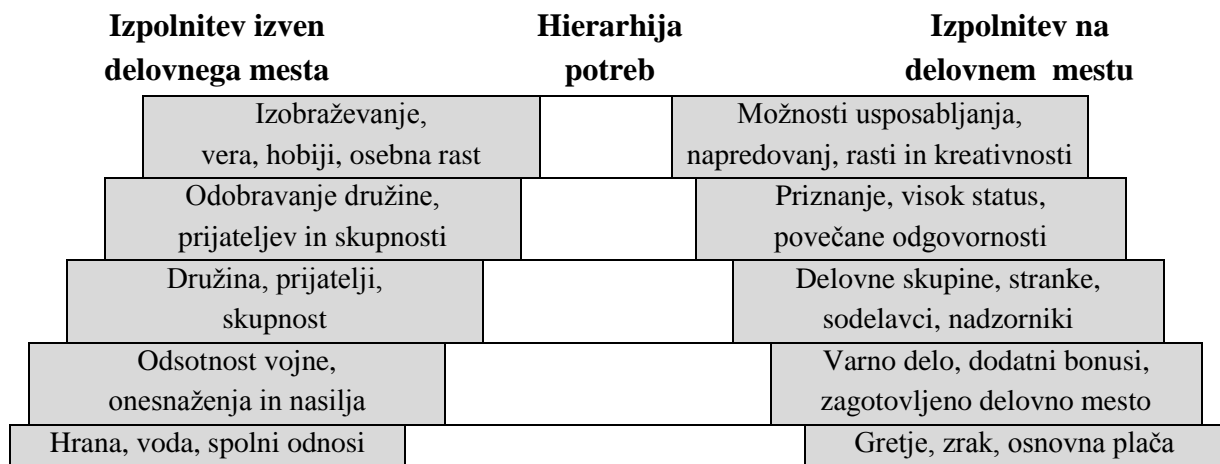 Izpolnitev izven
delovnega mesta
Hierarhija
potreb
Izpolnitev na
delovnem mestu
Izobraževanje,
vera, hobiji, osebna rast
Možnosti usposabljanja,
napredovanj, rasti in kreativnosti
Odobravanje družine,
prijateljev in skupnosti
Priznanje, visok status,
povečane odgovornosti
Družina, prijatelji,
skupnost
Delovne skupine, stranke,
sodelavci, nadzorniki
Odsotnost vojne,
onesnaženja in nasilja
Varno delo, dodatni bonusi,
zagotovljeno delovno mesto
Hrana, voda, spolni odnosi
Gretje, zrak, osnovna plača